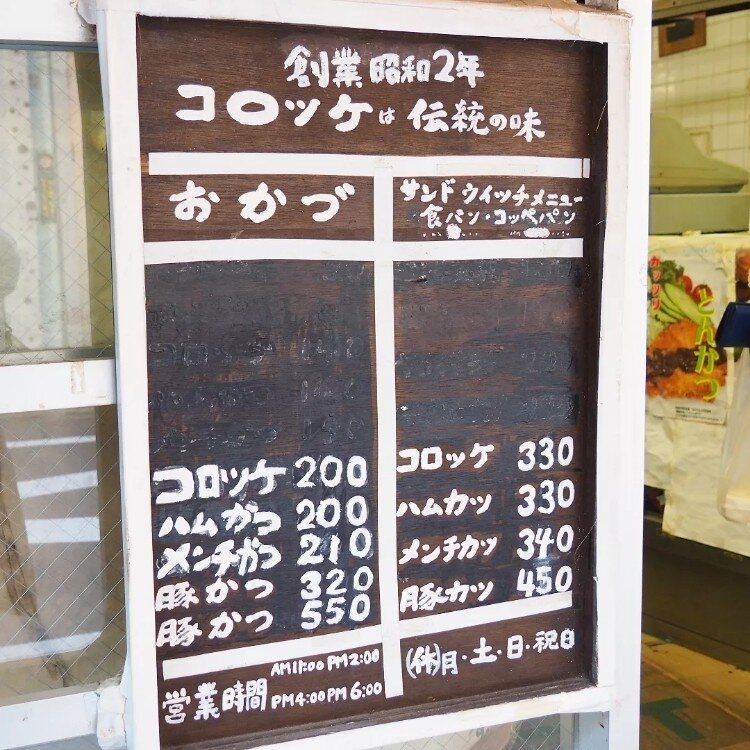 創業昭和2年
コロッケは伝統の味
おかづ
サンドウイッチメニュー
食パン・コッペパン
コロッケ 200
ハムかつ 200
メンチかつ 210
豚かつ 320
豚かつ 550
コロッケ 330
ハムカツ 330
メンチカツ 340
豚カツ 450
営業時間
AM11:00 PM2:00
PM4:00 PM6:00
(休)月・土・日・祝日
ガッツリ
とんかつ